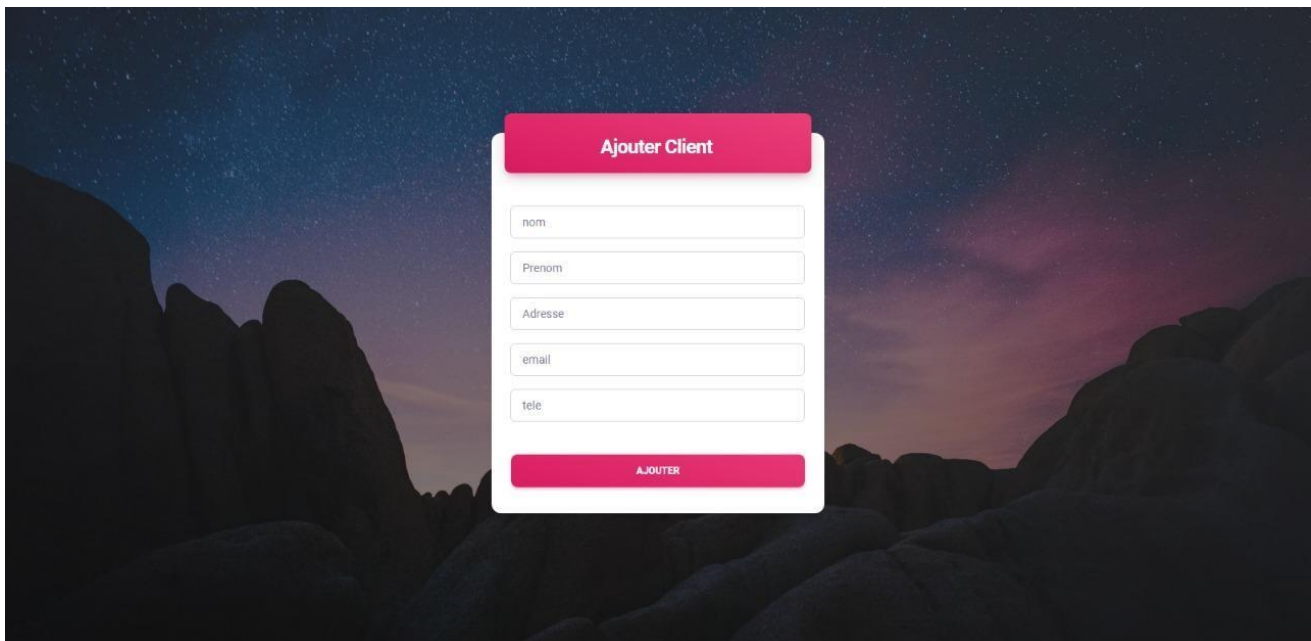 Ajouter Client
nom
Prenom
Adresse
email
tele
AJOUTER